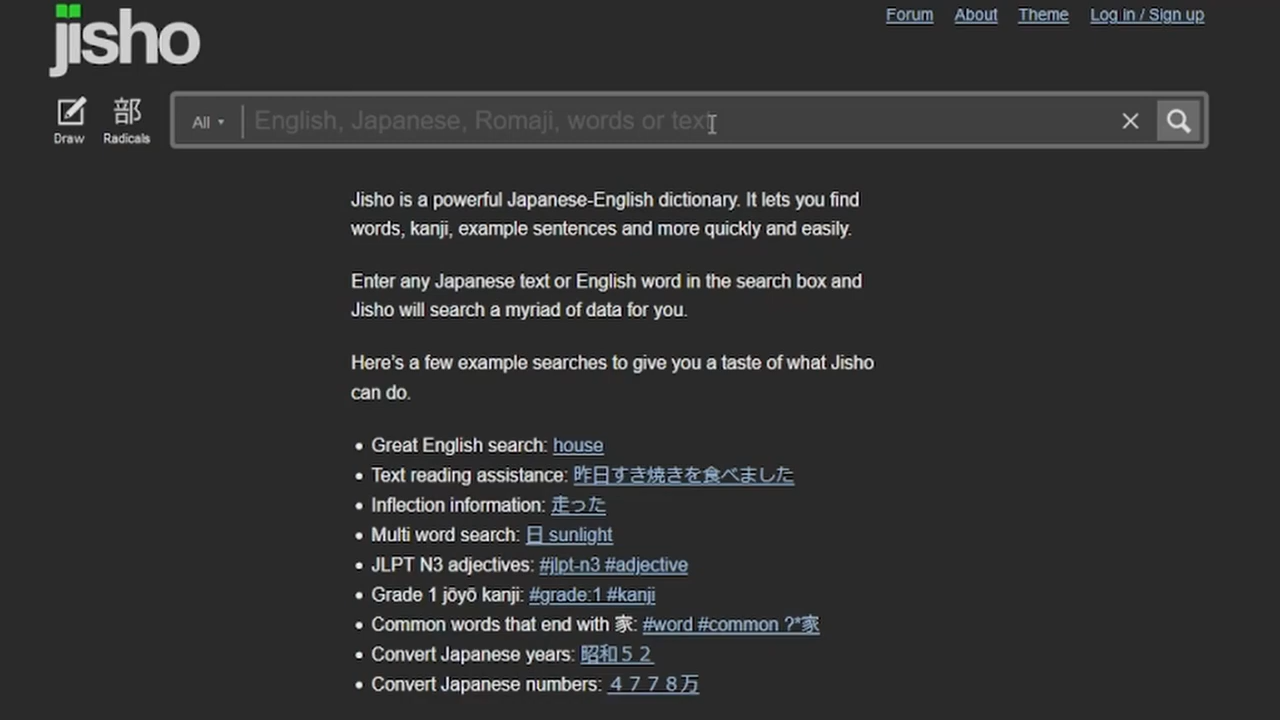 jisho
Forum About Theme Log in / Sign up
部
Draw Radicals
All English, Japanese, Romaji, words or text
Jisho is a powerful Japanese-English dictionary. It lets you find
words, kanji, example sentences and more quickly and easily.
Enter any Japanese text or English word in the search box and
Jisho will search a myriad of data for you.
Here's a few example searches to give you a taste of what Jisho
can do.
• Great English search: house
• Text reading assistance: 昨日すき焼きを食べました
• Inflection information: 走った
• Multi word search: 日 sunlight
• JLPT N3 adjectives: #jlpt-n3 #adjective
• Grade 1 jōyō kanji: #grade:1 #kanji
• Common words that end with 家: #word #common ?*家
• Convert Japanese years: 昭和５２
• Convert Japanese numbers: ４７７８万